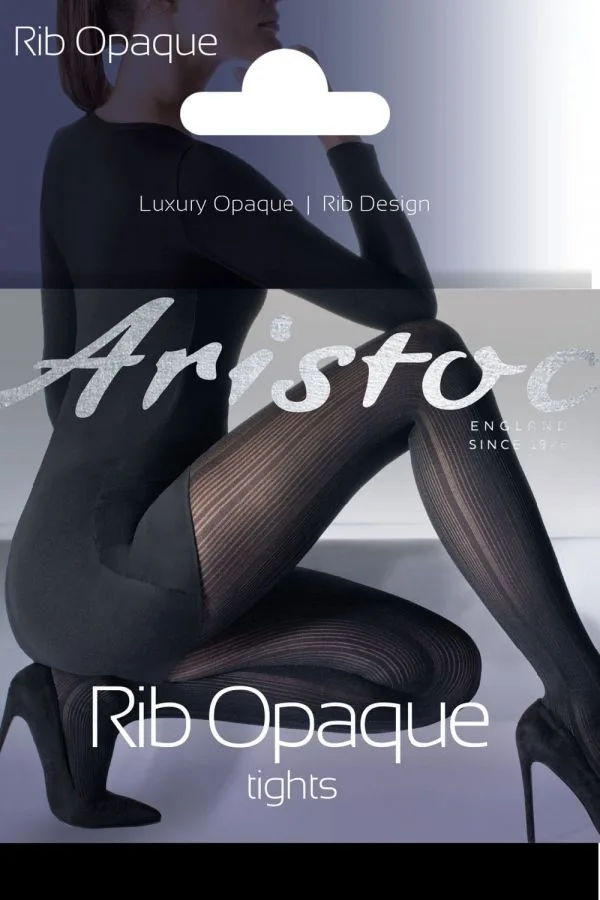 Rib Opaque
Luxury Opaque | Rib Design
Aristoc
ENGLAND
SINCE
Rib Opaque
tights